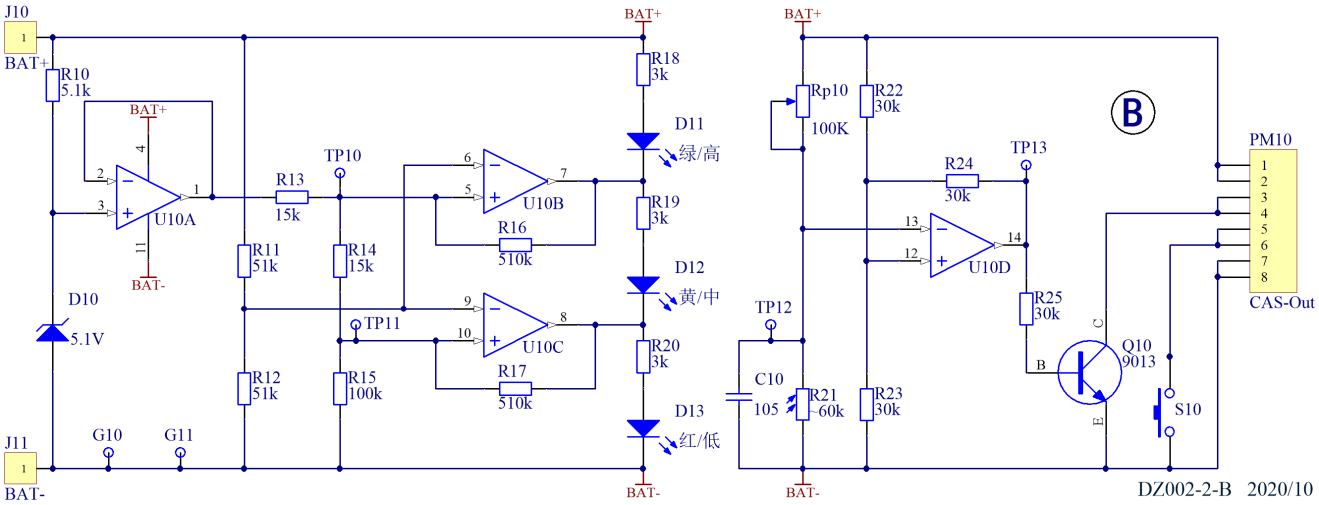 J10
1
BAT+
R10
5.1k
BAT+
4
2
3
1
U10A
11
BAT-
D10
5.1V
J11
1
BAT-
G10
G11
R11
51k
R12
51k
R13
15k
TP10
R14
15k
TP11
R15
100k
6
5
7
U10B
R16
510k
9
10
8
U10C
R17
510k
BAT+
R18
3k
D11
绿/高
R19
3k
D12
黄/中
R20
3k
D13
红/低
BAT-
BAT+
Rp10
100K
R22
30k
R24
30k
TP13
13
12
14
U10D
TP12
C10
105
R21
~60k
R23
30k
BAT-
R25
30k
B
C
E
Q10
9013
S10
B
PM10
1
2
3
4
5
6
7
8
CAS-Out
DZ002-2-B 2020/10